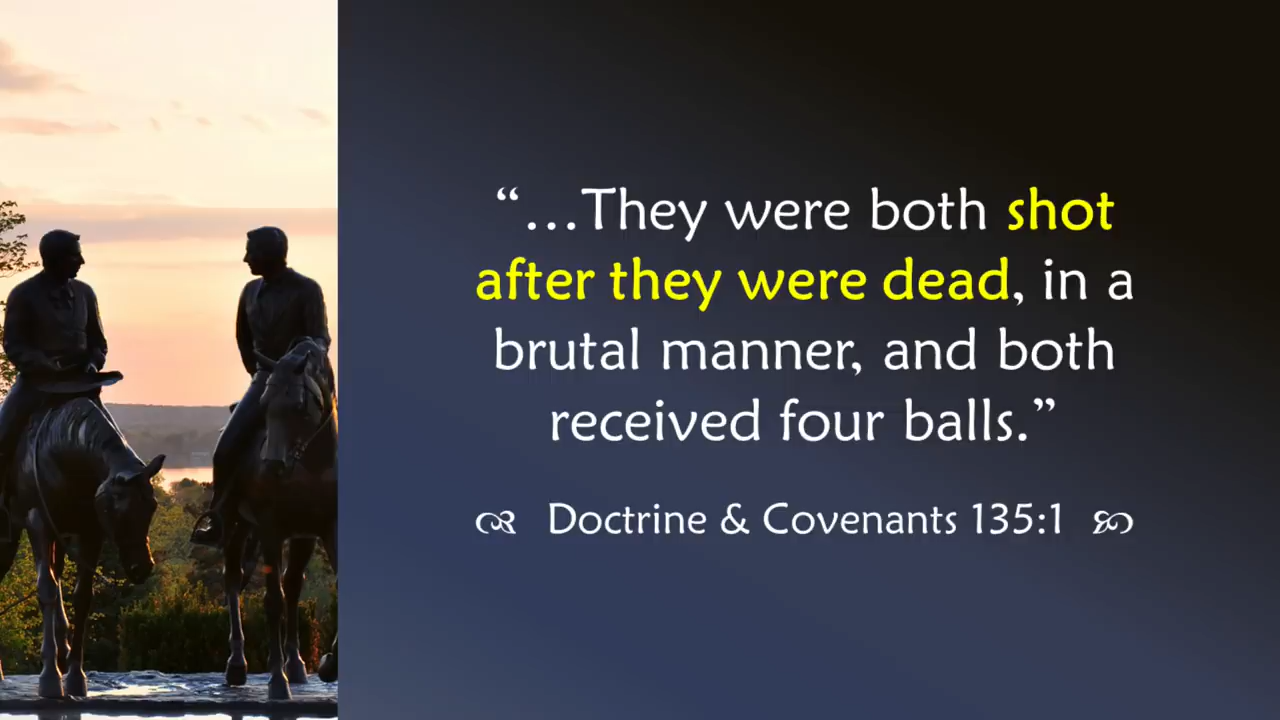 “...They were both shot
after they were dead, in a
brutal manner, and both
received four balls.”
Doctrine & Covenants 135:1